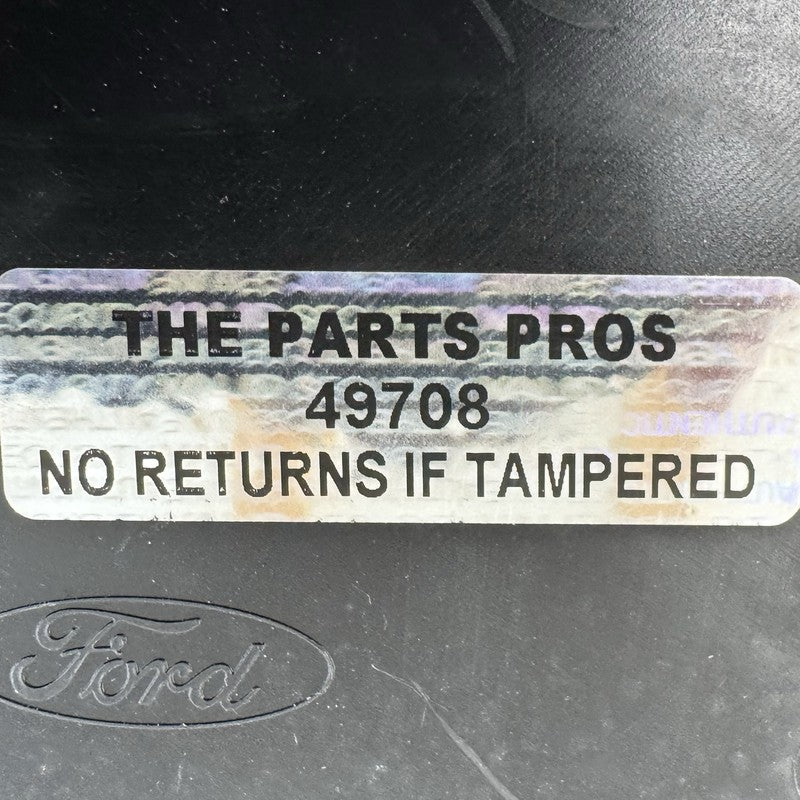 THE PARTS PROS
49708
NO RETURNS IF TAMPERED
Ford